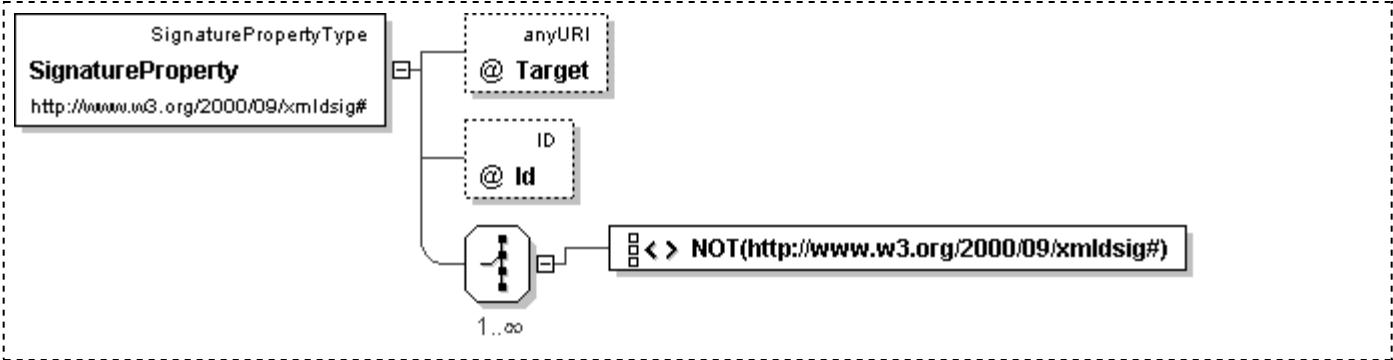 SignaturePropertyType
SignatureProperty
http://www.w3.org/2000/09/xmldsig#
anyURI
@ Target
ID
@ Id
< > NOT(http://www.w3.org/2000/09/xmldsig#)
1..∞